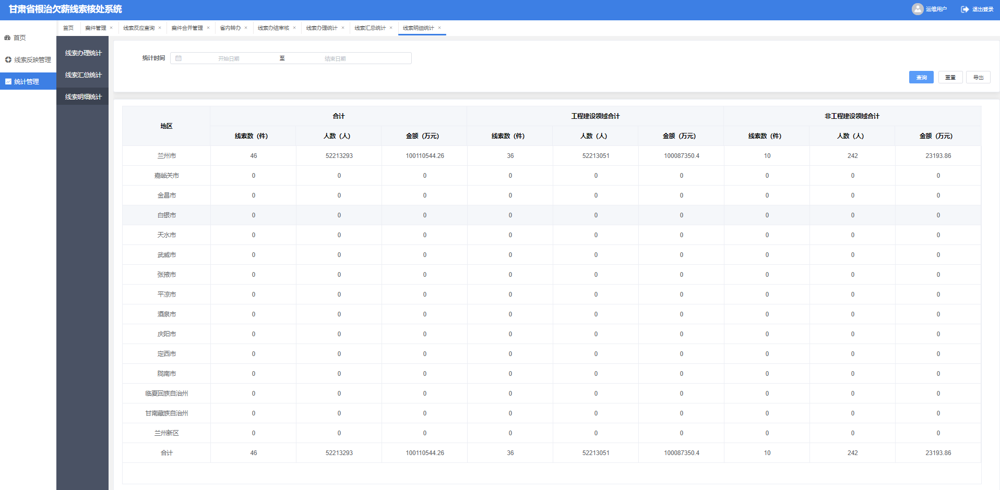 甘肃省根治欠薪线索核处系统
运维用户
退出登录
首页
案件管理 ×
线索反应查询 ×
案件合并管理 ×
省内转办 ×
线索办结审核 ×
线索办理统计 ×
线索汇总统计 ×
线索明细统计 ×
首页
线索反映管理
统计管理
线索办理统计
线索汇总统计
线索明细统计
统计时间 开始日期 至 结束日期
查询 重置 导出
地区 合计 工程建设领域合计 非工程建设领域合计
线索数（件） 人数（人） 金额（万元） 线索数（件） 人数（人） 金额（万元） 线索数（件） 人数（人） 金额（万元）
兰州市 46 52213293 100110544.26 36 52213051 100087350.4 10 242 23193.86
嘉峪关市 0 0 0 0 0 0 0 0 0
金昌市 0 0 0 0 0 0 0 0 0
白银市 0 0 0 0 0 0 0 0 0
天水市 0 0 0 0 0 0 0 0 0
武威市 0 0 0 0 0 0 0 0 0
张掖市 0 0 0 0 0 0 0 0 0
平凉市 0 0 0 0 0 0 0 0 0
酒泉市 0 0 0 0 0 0 0 0 0
庆阳市 0 0 0 0 0 0 0 0 0
定西市 0 0 0 0 0 0 0 0 0
陇南市 0 0 0 0 0 0 0 0 0
临夏回族自治州 0 0 0 0 0 0 0 0 0
甘南藏族自治州 0 0 0 0 0 0 0 0 0
兰州新区 0 0 0 0 0 0 0 0 0
合计 46 52213293 100110544.26 36 52213051 100087350.4 10 242 23193.86